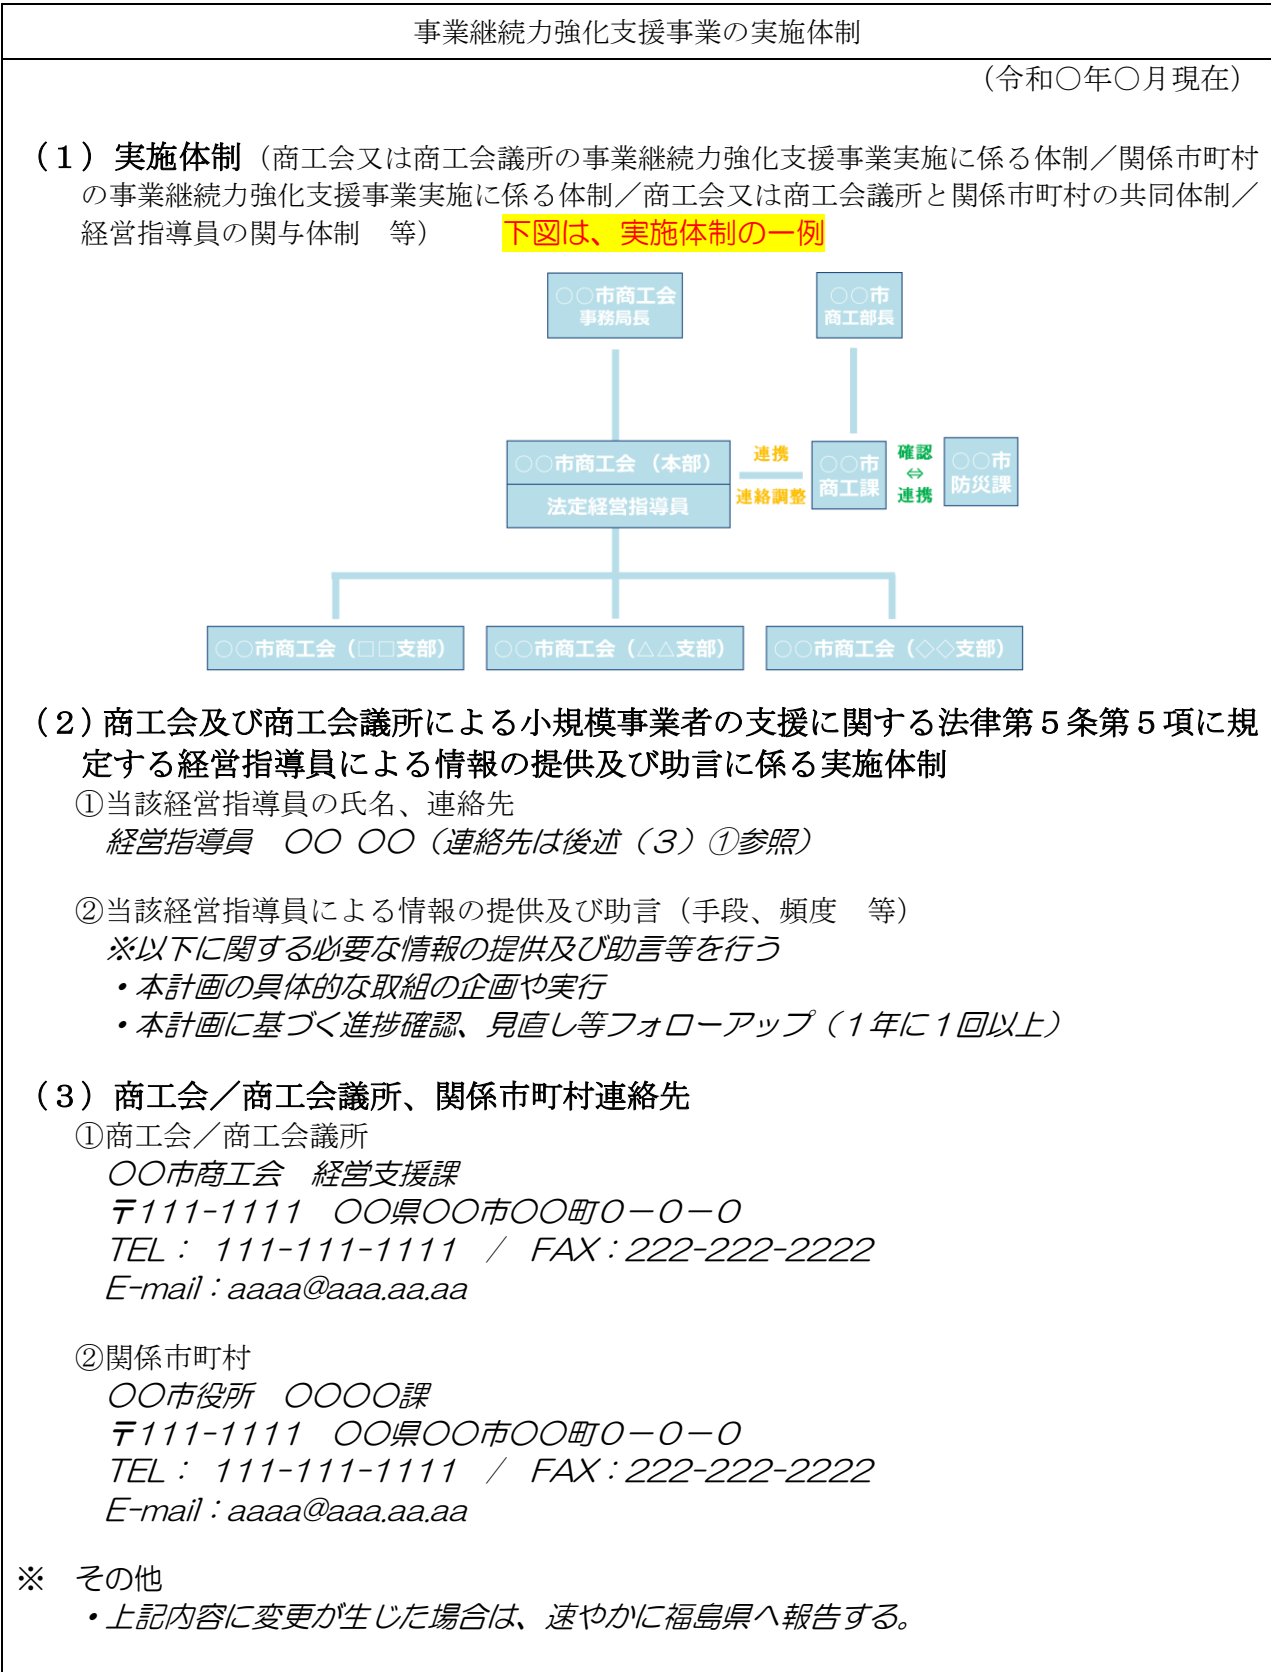 事業継続力強化支援事業の実施体制
（令和〇年〇月現在）
（１）実施体制（商工会又は商工会議所の事業継続力強化支援事業実施に係る体制／関係市町村
の事業継続力強化支援事業実施に係る体制／商工会又は商工会議所と関係市町村の共同体制／
経営指導員の関与体制　等）　　下図は、実施体制の一例
〇〇市商工会
事務局長
〇〇市
商工部長
〇〇市商工会（本部）
法定経営指導員
連携
連絡調整
〇〇市
商工課
確認
⇔
連携
〇〇市
防災課
〇〇市商工会（□□支部）
〇〇市商工会（△△支部）
〇〇市商工会（◇◇支部）
（２）商工会及び商工会議所による小規模事業者の支援に関する法律第５条第５項に規
定する経営指導員による情報の提供及び助言に係る実施体制
①当該経営指導員の氏名、連絡先
経営指導員　〇〇 〇〇（連絡先は後述（３）①参照）
②当該経営指導員による情報の提供及び助言（手段、頻度　等）
※以下に関する必要な情報の提供及び助言等を行う
・本計画の具体的な取組の企画や実行
・本計画に基づく進捗確認、見直し等フォローアップ（１年に１回以上）
（３）商工会／商工会議所、関係市町村連絡先
①商工会／商工会議所
〇〇市商工会　経営支援課
〒111-1111　〇〇県〇〇市〇〇町０－０－０
TEL： 111-111-1111　/　FAX：222-222-2222
E-mail：aaaa@aaa.aa.aa
②関係市町村
〇〇市役所　〇〇〇〇課
〒111-1111　〇〇県〇〇市〇〇町０－０－０
TEL： 111-111-1111　/　FAX：222-222-2222
E-mail：aaaa@aaa.aa.aa
※　その他
・上記内容に変更が生じた場合は、速やかに福島県へ報告する。